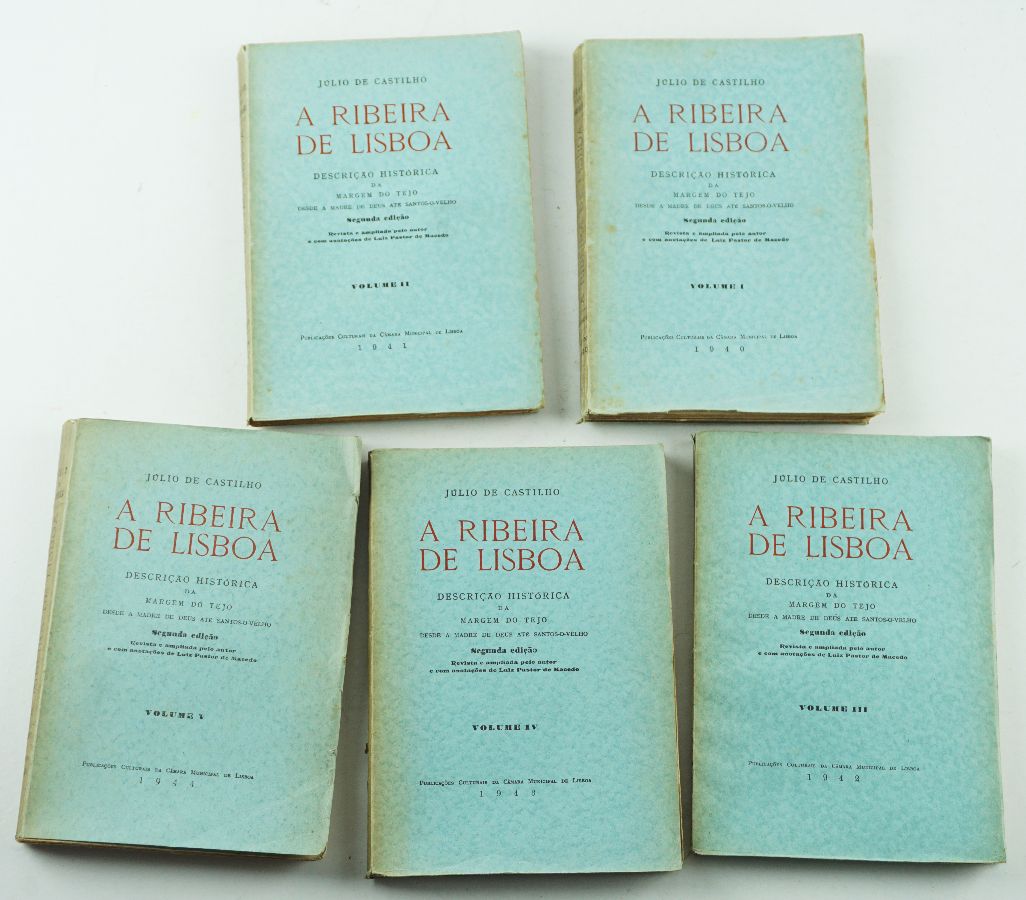 JÚLIO DE CASTILHO
A RIBEIRA
DE LISBOA
DESCRIÇÃO HISTÓRICA
DA
MARGEM DO TEJO
DESDE A MADRE DE DEUS ATÉ SANTOS-O-VELHO
Segunda edição
Revista e ampliada pelo autor
e com anotações de Luiz Pastor de Macedo
VOLUME II
PUBLICAÇÕES CULTURAIS DA CÂMARA MUNICIPAL DE LISBOA
1941
JÚLIO DE CASTILHO
A RIBEIRA
DE LISBOA
DESCRIÇÃO HISTÓRICA
DA
MARGEM DO TEJO
DESDE A MADRE DE DEUS ATÉ SANTOS-O-VELHO
Segunda edição
Revista e ampliada pelo autor
e com anotações de Luiz Pastor de Macedo
VOLUME I
PUBLICAÇÕES CULTURAIS DA CÂMARA MUNICIPAL DE LISBOA
1940
JÚLIO DE CASTILHO
A RIBEIRA
DE LISBOA
DESCRIÇÃO HISTÓRICA
DA
MARGEM DO TEJO
DESDE A MADRE DE DEUS ATÉ SANTOS-O-VELHO
Segunda edição
Revista e ampliada pelo autor
e com anotações de Luiz Pastor de Macedo
VOLUME V
PUBLICAÇÕES CULTURAIS DA CÂMARA MUNICIPAL DE LISBOA
1944
JÚLIO DE CASTILHO
A RIBEIRA
DE LISBOA
DESCRIÇÃO HISTÓRICA
DA
MARGEM DO TEJO
DESDE A MADRE DE DEUS ATÉ SANTOS-O-VELHO
Segunda edição
Revista e ampliada pelo autor
e com anotações de Luiz Pastor de Macedo
VOLUME IV
PUBLICAÇÕES CULTURAIS DA CÂMARA MUNICIPAL DE LISBOA
1943
JÚLIO DE CASTILHO
A RIBEIRA
DE LISBOA
DESCRIÇÃO HISTÓRICA
DA
MARGEM DO TEJO
DESDE A MADRE DE DEUS ATÉ SANTOS-O-VELHO
Segunda edição
Revista e ampliada pelo autor
e com anotações de Luiz Pastor de Macedo
VOLUME III
PUBLICAÇÕES CULTURAIS DA CÂMARA MUNICIPAL DE LISBOA
1942